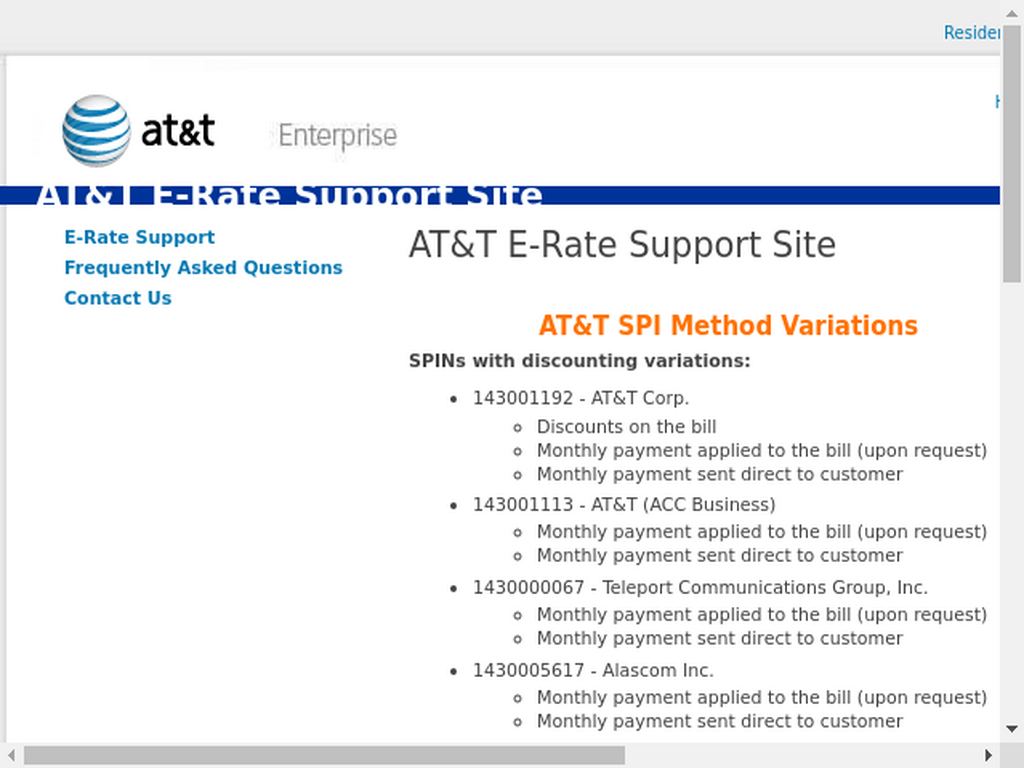 at&t Enterprise
AT&T E-Rate Support Site
E-Rate Support
Frequently Asked Questions
Contact Us
AT&T E-Rate Support Site
AT&T SPI Method Variations
SPINs with discounting variations:
143001192 - AT&T Corp.
Discounts on the bill
Monthly payment applied to the bill (upon request)
Monthly payment sent direct to customer
143001113 - AT&T (ACC Business)
Monthly payment applied to the bill (upon request)
Monthly payment sent direct to customer
1430000067 - Teleport Communications Group, Inc.
Monthly payment applied to the bill (upon request)
Monthly payment sent direct to customer
1430005617 - Alascom Inc.
Monthly payment applied to the bill (upon request)
Monthly payment sent direct to customer